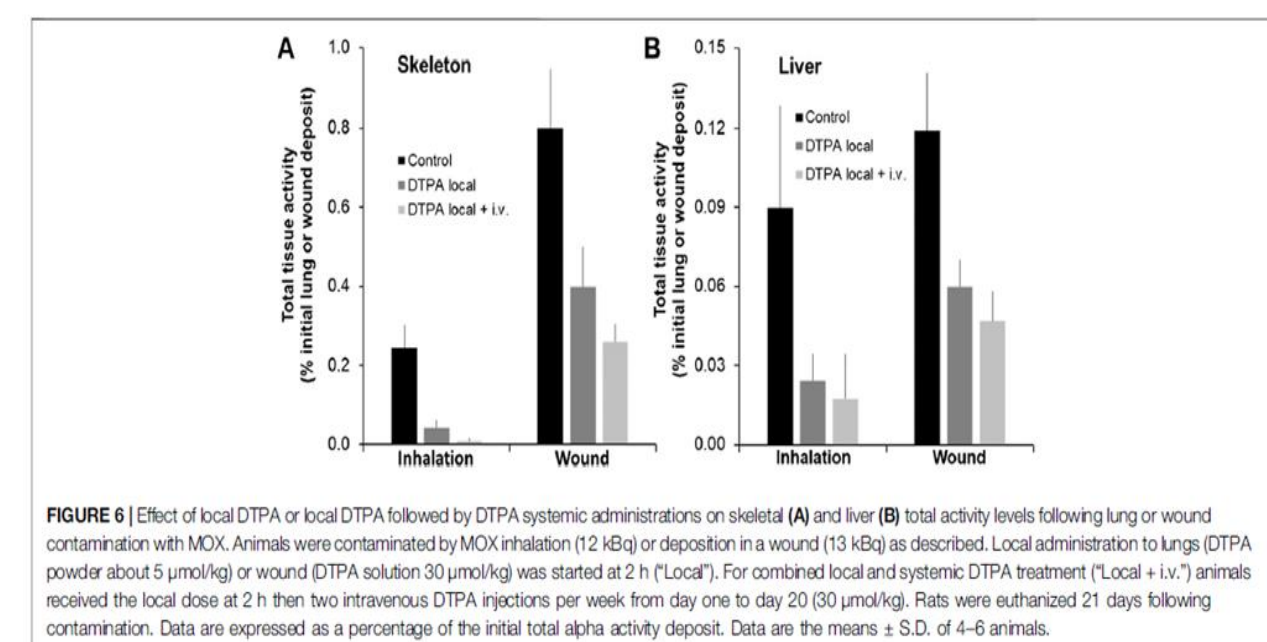 A
Skeleton
Total tissue activity
(% initial lung or wound deposit)
1.0
0.8
0.6
0.4
0.2
0.0
Control
DTPA local
DTPA local + i.v.
Inhalation
Wound
B
Liver
Total tissue activity
(% initial lung or wound deposit)
0.15
0.12
0.09
0.06
0.03
0.00
Control
DTPA local
DTPA local + i.v.
Inhalation
Wound
FIGURE 6 | Effect of local DTPA or local DTPA followed by DTPA systemic administrations on skeletal (A) and liver (B) total activity levels following lung or wound
contamination with MOX. Animals were contaminated by MOX inhalation (12 kBq) or deposition in a wound (13 kBq) as described. Local administration to lungs (DTPA
powder about 5 μmol/kg) or wound (DTPA solution 30 μmol/kg) was started at 2 h (“Local”). For combined local and systemic DTPA treatment (“Local + i.v.”) animals
received the local dose at 2 h then two intravenous DTPA injections per week from day one to day 20 (30 μmol/kg). Rats were euthanized 21 days following
contamination. Data are expressed as a percentage of the initial total alpha activity deposit. Data are the means ± S.D. of 4–6 animals.